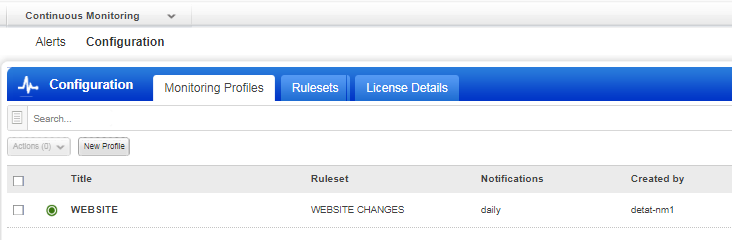 Continuous Monitoring
Alerts Configuration
Configuration Monitoring Profiles Rulesets License Details
Search...
Actions (0) New Profile
Title Ruleset Notifications Created by
WEBSITE WEBSITE CHANGES daily detat-nm1